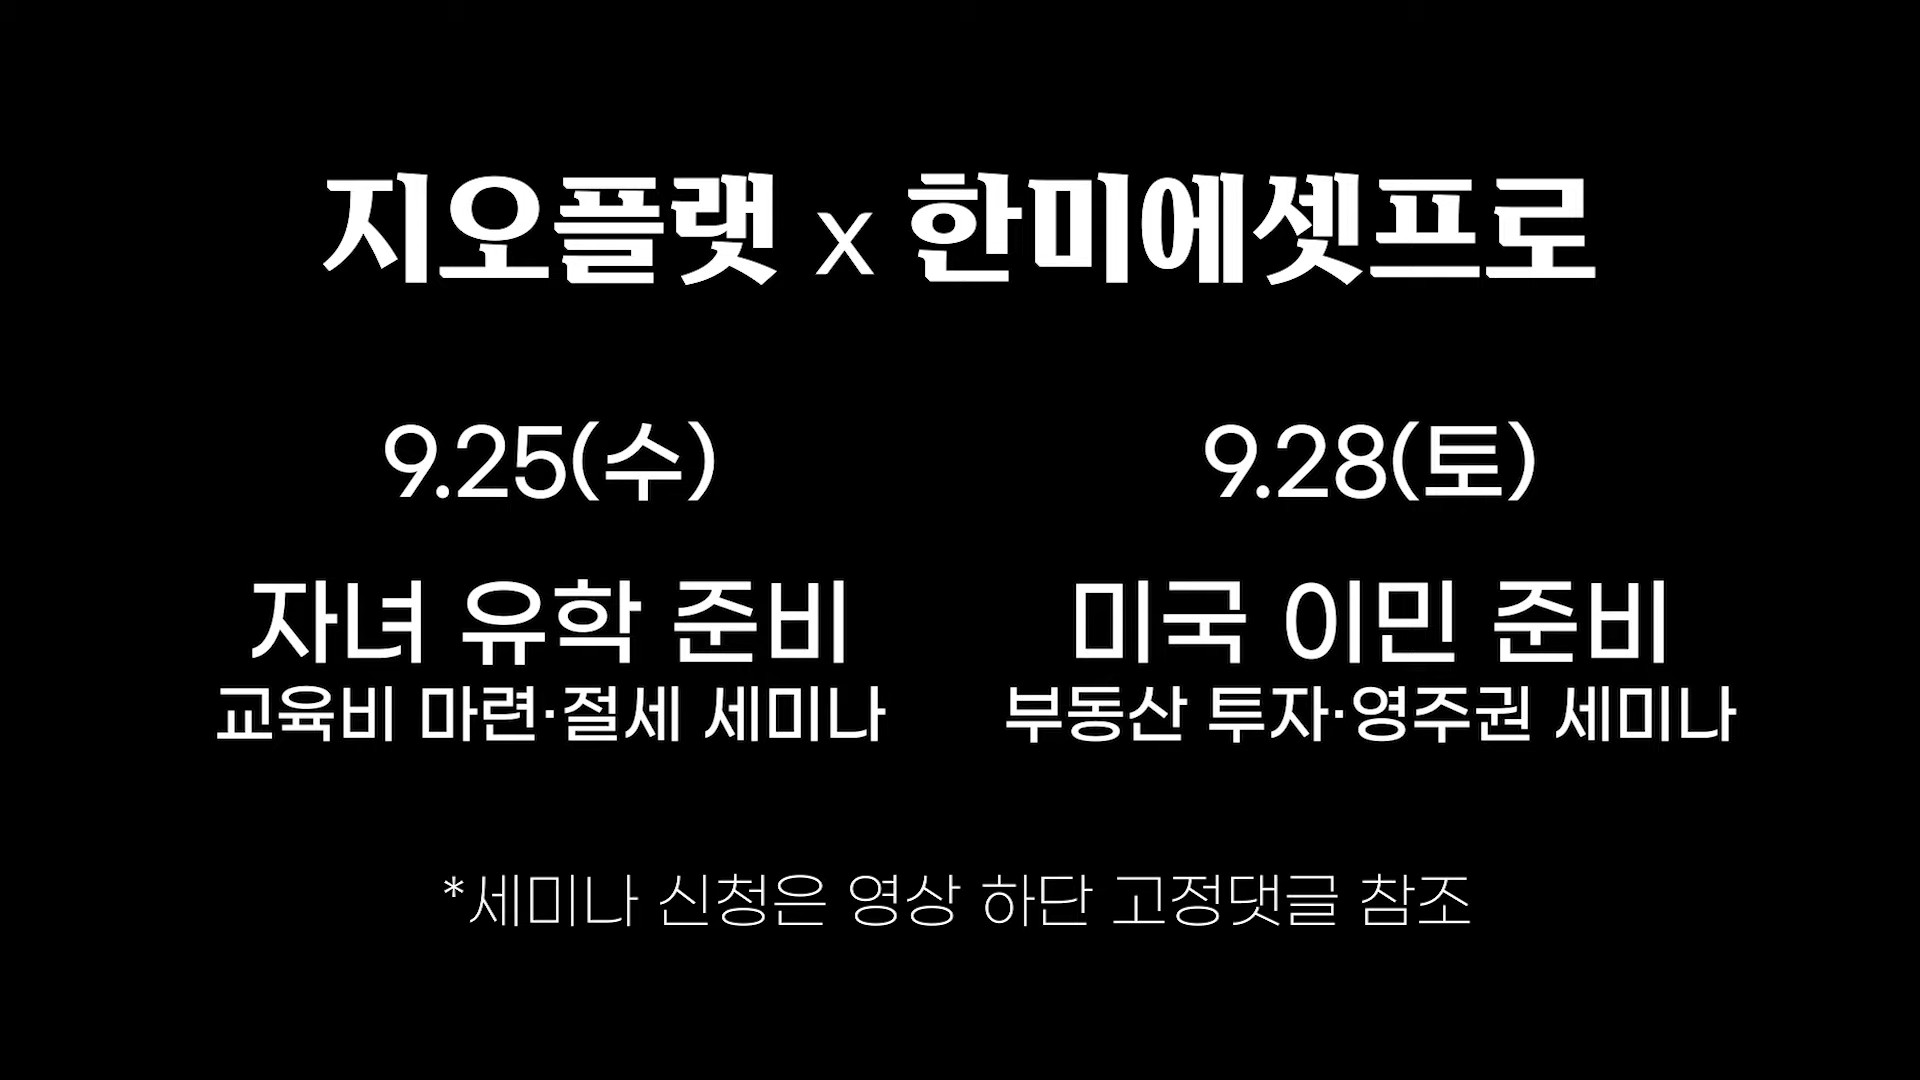 지오플랫 x 한미에셋프로
9.25(수)
자녀 유학 준비
교육비 마련·절세 세미나
9.28(토)
미국 이민 준비
부동산 투자·영주권 세미나
*세미나 신청은 영상 하단 고정댓글 참조